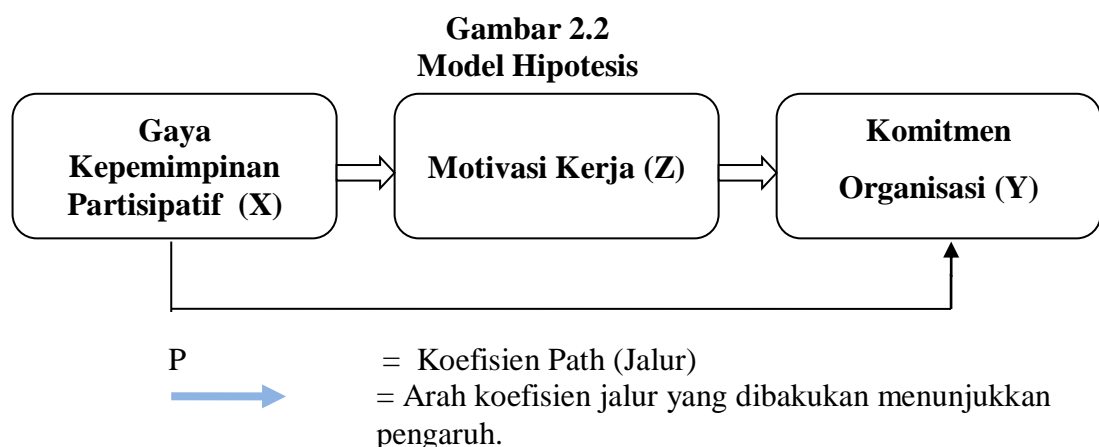 Gambar 2.2
Model Hipotesis
Gaya
Kepemimpinan
Partisipatif (X)
Motivasi Kerja (Z)
Komitmen
Organisasi (Y)
P = Koefisien Path (Jalur)
= Arah koefisien jalur yang dibakukan menunjukkan
pengaruh.